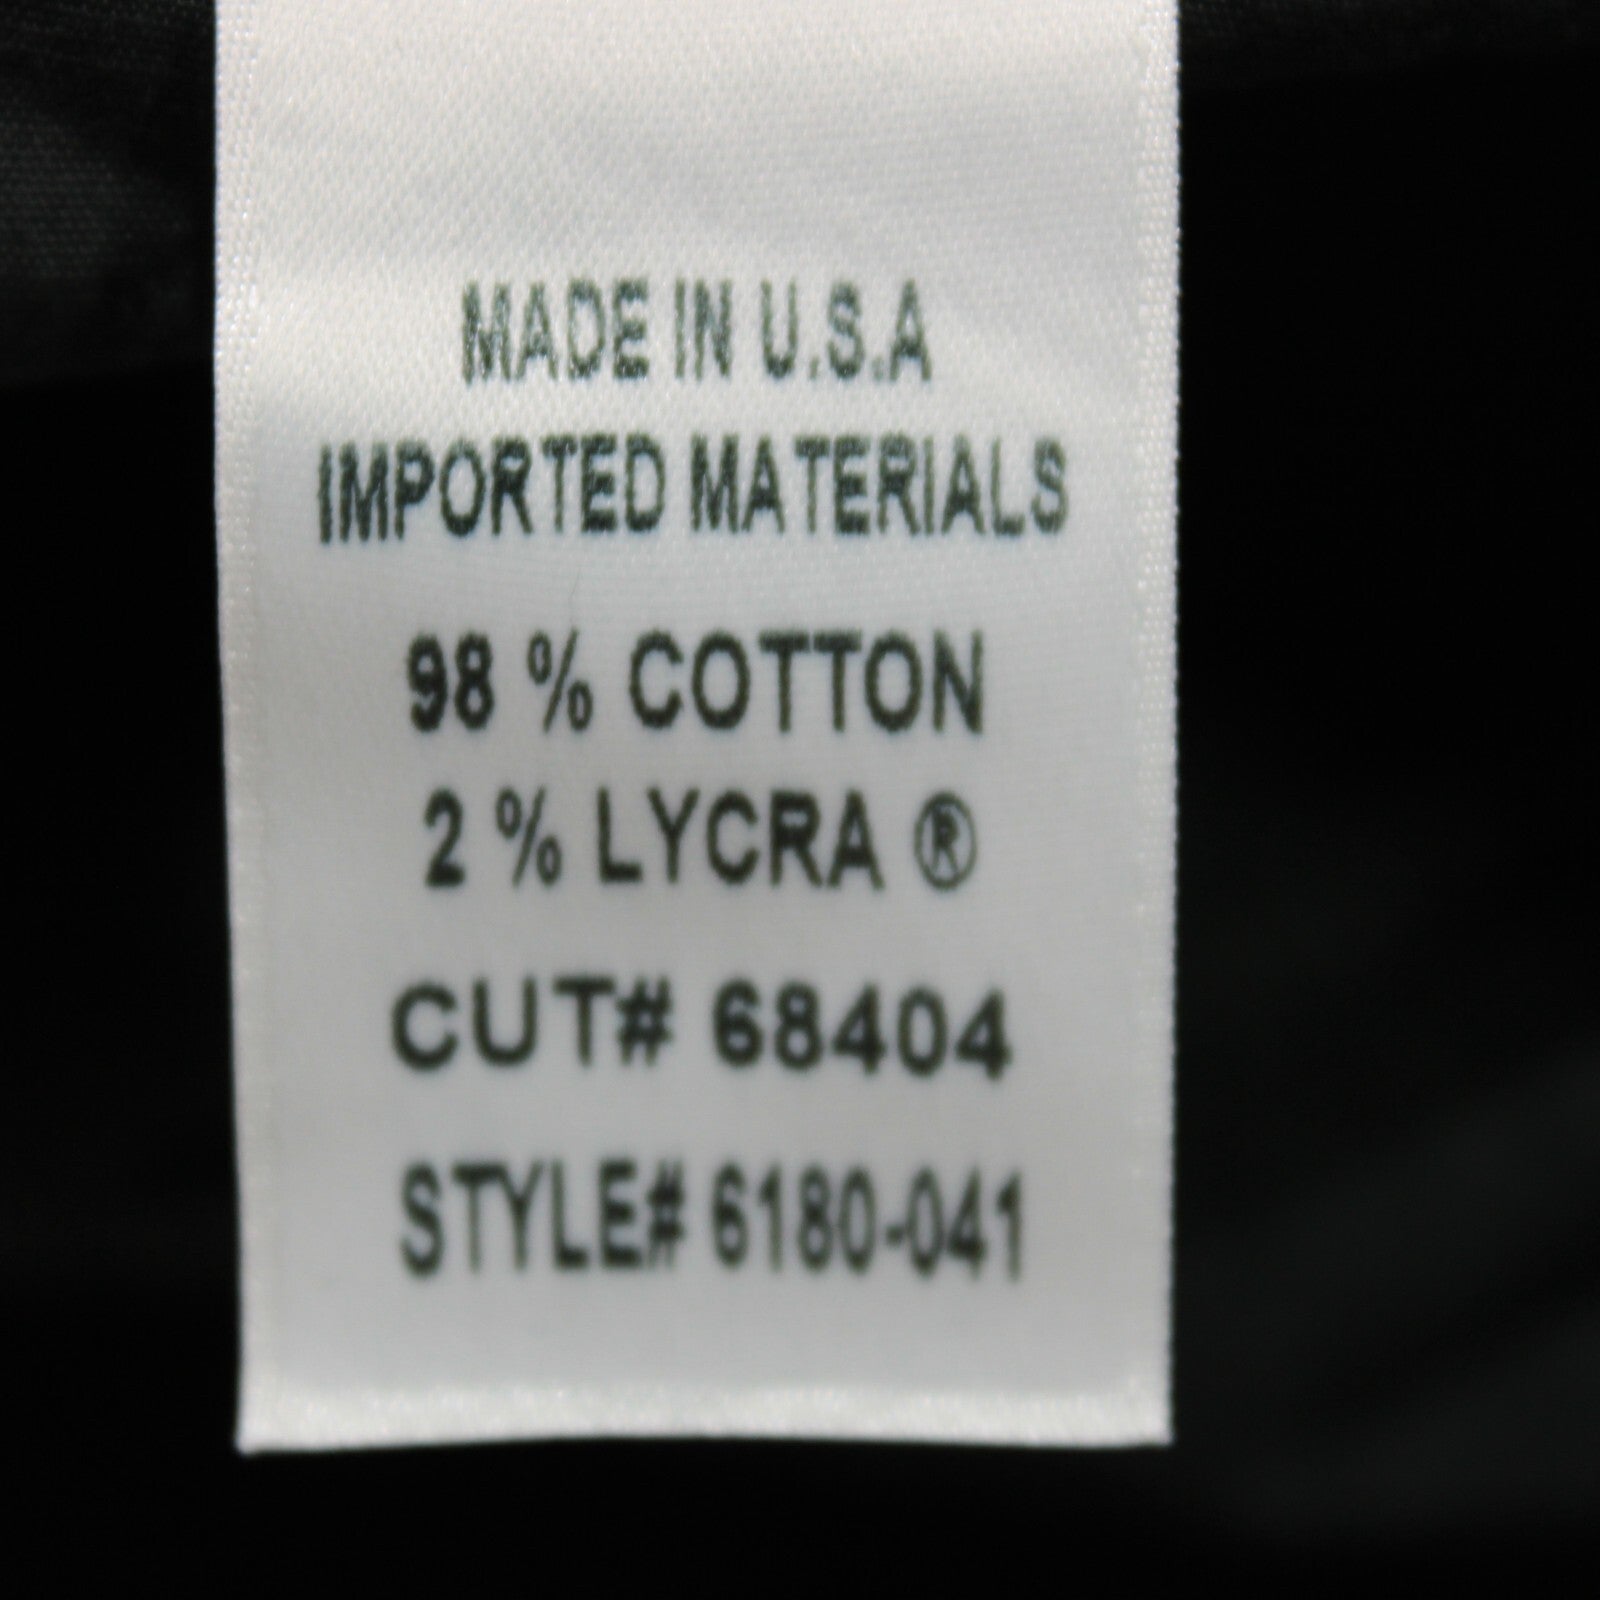 MADE IN U.S.A
IMPORTED MATERIALS
98 % COTTON
2 % LYCRA ®
CUT# 68404
STYLE# 6180-041